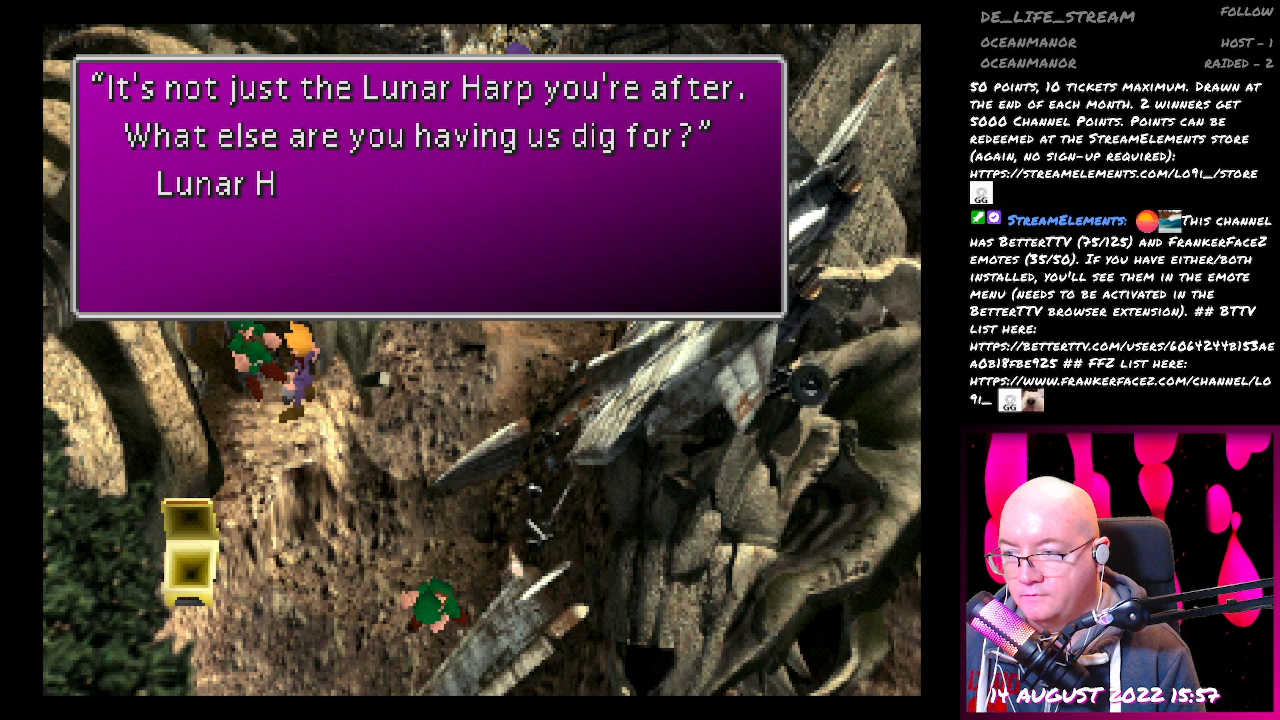 “It's not just the Lunar Harp you're after.
What else are you having us dig for?”
Lunar H
DE_LIFE_STREAM FOLLOW
OCEANMANOR HOST - 1
OCEANMANOR RAIDED - 2
50 POINTS, 10 TICKETS MAXIMUM. DRAWN AT
THE END OF EACH MONTH. 2 WINNERS GET
5000 CHANNEL POINTS. POINTS CAN BE
REDEEMED AT THE STREAMELEMENTS STORE
(AGAIN, NO SIGN-UP REQUIRED):
HTTPS://STREAMELEMENTS.COM/LO9I_/STORE
GG
STREAMELEMENTS: THIS CHANNEL
HAS BETTERTTV (75/125) AND FRANKERFACEZ
EMOTES (35/50). IF YOU HAVE EITHER/BOTH
INSTALLED, YOU'LL SEE THEM IN THE EMOTE
MENU (NEEDS TO BE ACTIVATED IN THE
BETTERTTV BROWSER EXTENSION). ## BTTV
LIST HERE:
HTTPS://BETTERTTV.COM/USERS/6064244B153AE
A0B18FBE925 ## FFZ LIST HERE:
HTTPS://WWW.FRANKERFACEZ.COM/CHANNEL/LO
9I_ GG
14 AUGUST 2022 15:57